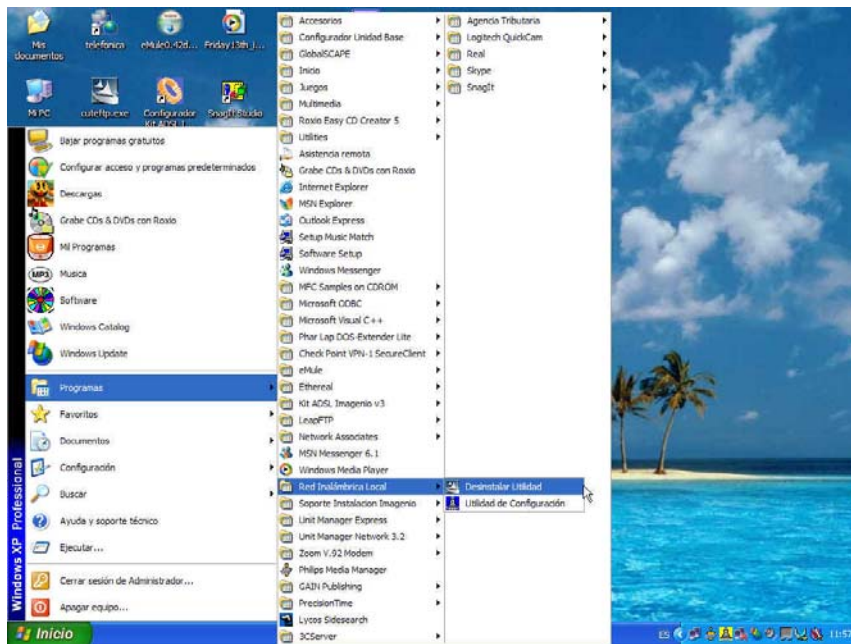 Mis documentos
telefonica
eMule0.42d...
Friday13th_l...
Mi PC
cuteftp.exe
Configurador Kit ADSL I...
SnagIt Studio
Bajar programas gratuitos
Configurar acceso y programas predeterminados
Descargas
Grabe CDs & DVDs con Roxio
Mil Programas
MP3
Musica
Software
Windows Catalog
Windows Update
Programas
Favoritos
Documentos
Configuración
Buscar
Ayuda y soporte técnico
Ejecutar...
Cerrar sesión de Administrador...
Apagar equipo...
Windows XP Professional
Accesorios
Configurador Unidad Base
GlobalSCAPE
Inicio
Juegos
Multimedia
Roxio Easy CD Creator 5
Utilities
Asistencia remota
Grabe CDs & DVDs con Roxio
Internet Explorer
MSN Explorer
Outlook Express
Setup Music Match
Software Setup
Windows Messenger
MFC Samples on CDROM
Microsoft ODBC
Microsoft Visual C++
Phar Lap DOS-Extender Lite
Check Point VPN-1 SecureClient
eMule
Ethereal
Kit ADSL Imagenio v3
LeapFTP
Network Associates
MSN Messenger 6.1
Windows Media Player
Red Inalámbrica Local
Soporte Instalacion Imagenio
Unit Manager Express
Unit Manager Network 3.2
Zoom V.92 Modem
Philips Media Manager
GAIN Publishing
PrecisionTime
Lycos Sidesearch
3CServer
Agencia Tributaria
Logitech QuickCam
Real
Skype
SnagIt
Desinstalar Utilidad
Utilidad de Configuración
Inicio
ES
11:57